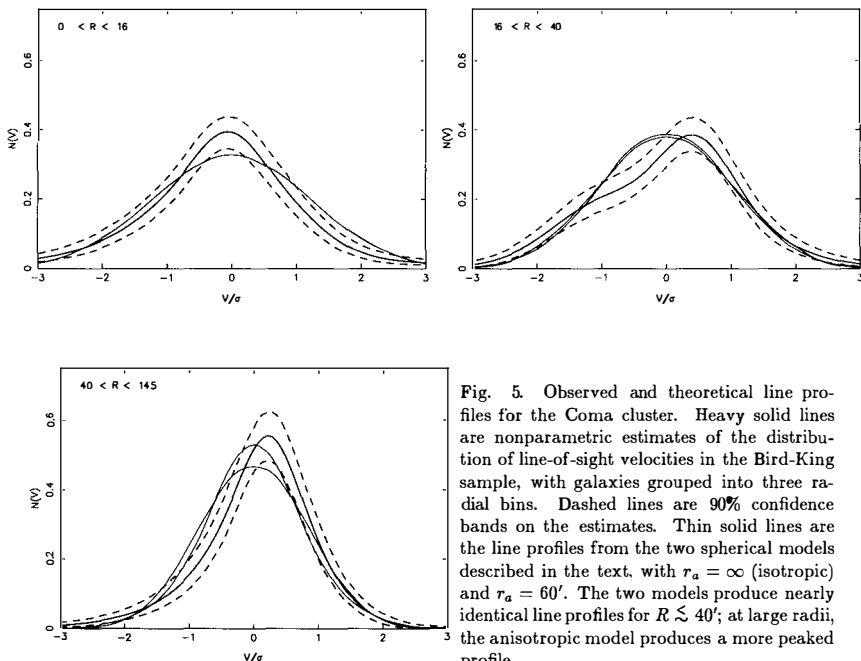 0 < R < 16
0.6
0.4
0.2
0
N(V)
−3 −2 −1 0 1 2 3
V/σ
16 < R < 40
0.6
0.4
0.2
0
N(V)
−3 −2 −1 0 1 2 3
V/σ
40 < R < 145
0.6
0.4
0.2
0
N(V)
−3 −2 −1 0 1 2 3
V/σ
Fig. 5. Observed and theoretical line pro-
files for the Coma cluster. Heavy solid lines
are nonparametric estimates of the distribu-
tion of line-of-sight velocities in the Bird-King
sample, with galaxies grouped into three ra-
dial bins. Dashed lines are 90% confidence
bands on the estimates. Thin solid lines are
the line profiles from the two spherical models
described in the text, with r_a = ∞ (isotropic)
and r_a = 60′. The two models produce nearly
identical line profiles for R ≲ 40′; at large radii,
the anisotropic model produces a more peaked
profile.